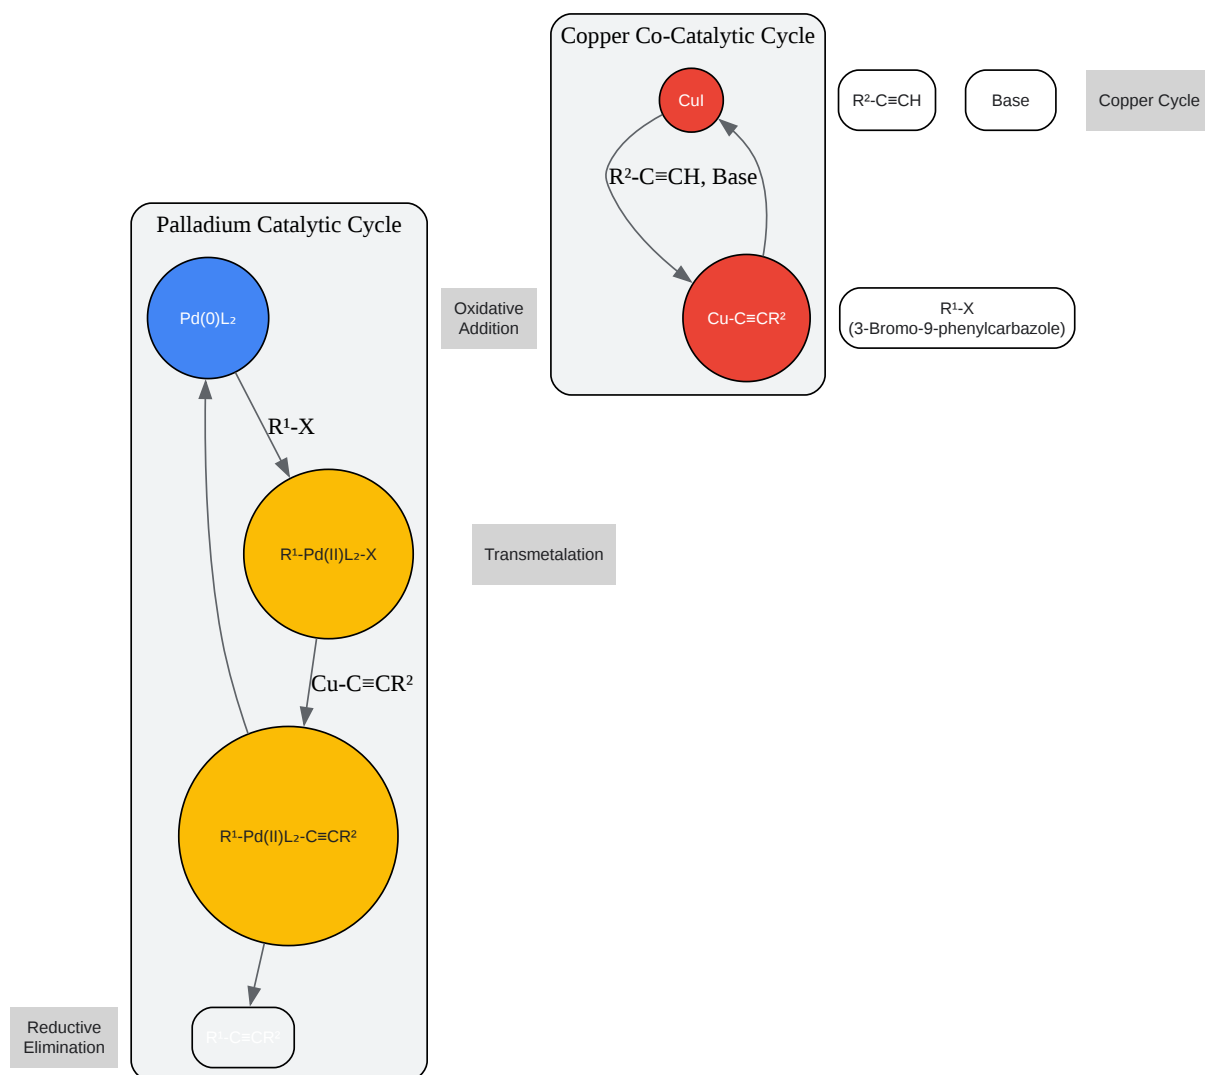 Copper Co-Catalytic Cycle
CuI
R²-C≡CH
Base
Copper Cycle
R²-C≡CH, Base
Palladium Catalytic Cycle
Pd(0)L₂
Oxidative
Addition
Cu-C≡CR²
R¹-X
(3-Bromo-9-phenylcarbazole)
R¹-X
R¹-Pd(II)L₂-X
Transmetalation
Cu-C≡CR²
R¹-Pd(II)L₂-C≡CR²
Reductive
Elimination
R¹-C≡CR²